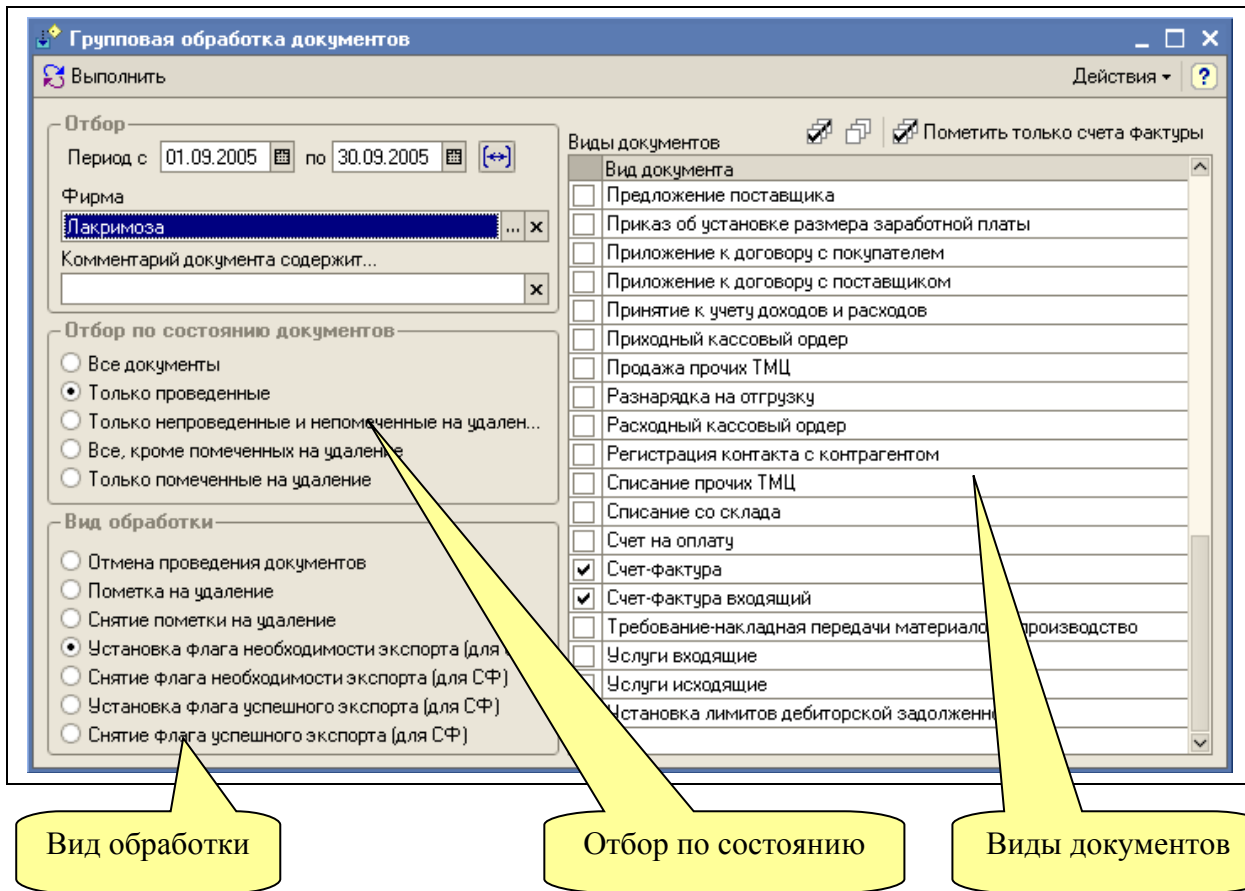 Групповая обработка документов
Выполнить
Действия
?
Отбор
Период с 01.09.2005 по 30.09.2005
Фирма
Лакримоза ... x
Комментарий документа содержит...
x
Отбор по состоянию документов
Все документы
Только проведенные
Только непроведенные и непомеченные на удален...
Все, кроме помеченных на удаление
Только помеченные на удаление
Вид обработки
Отмена проведения документов
Пометка на удаление
Снятие пометки на удаление
Установка флага необходимости экспорта (для
Снятие флага необходимости экспорта (для СФ)
Установка флага успешного экспорта (для СФ)
Снятие флага успешного экспорта (для СФ)
Виды документов
Пометить только счета фактуры
Вид документа
Предложение поставщика
Приказ об установке размера заработной платы
Приложение к договору с покупателем
Приложение к договору с поставщиком
Принятие к учету доходов и расходов
Приходный кассовый ордер
Продажа прочих ТМЦ
Разнарядка на отгрузку
Расходный кассовый ордер
Регистрация контакта с контрагентом
Списание прочих ТМЦ
Списание со склада
Счет на оплату
Счет-фактура
Счет-фактура входящий
Требование-накладная передачи материало производство
Услуги входящие
Услуги исходящие
Установка лимитов дебиторской задолженно
Вид обработки
Отбор по состоянию
Виды документов